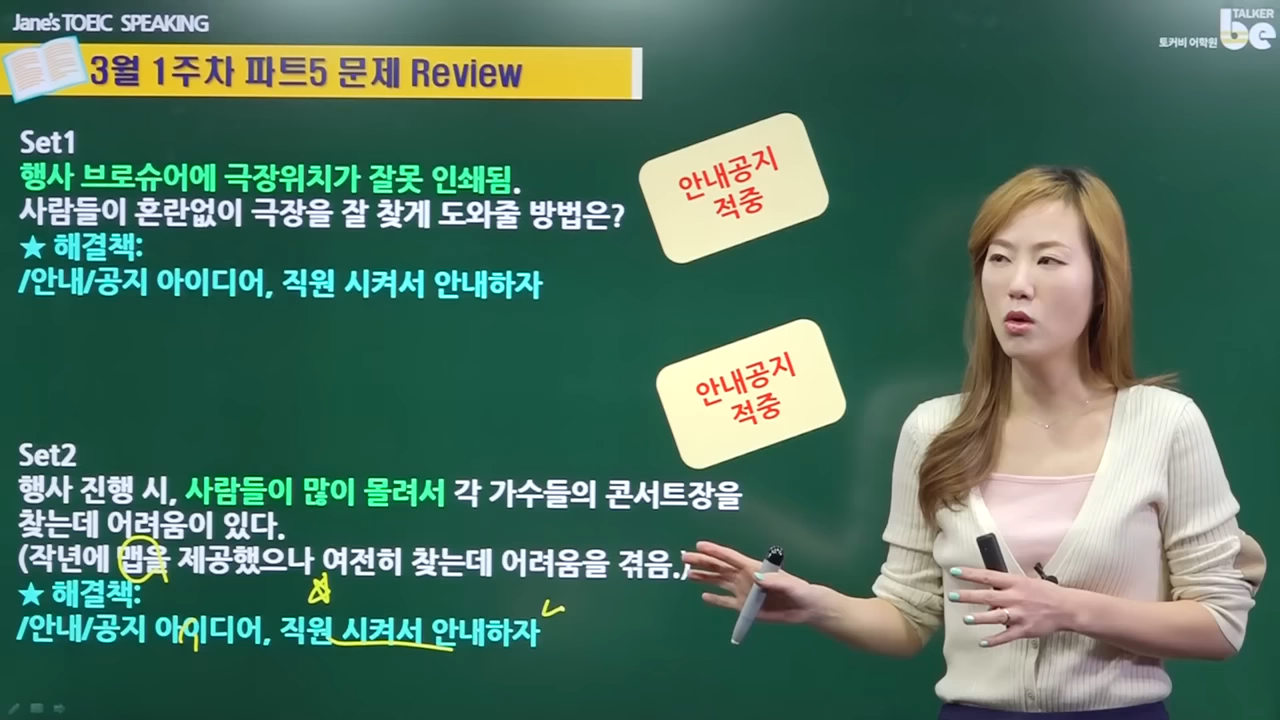 Jane's TOEIC SPEAKING
TALKER
be
토커비 어학원
3월 1주차 파트5 문제 Review
Set1
행사 브로슈어에 극장위치가 잘못 인쇄됨.
사람들이 혼란없이 극장을 잘 찾게 도와줄 방법은?
★ 해결책:
/안내/공지 아이디어, 직원 시켜서 안내하자
안내공지
적중
안내공지
적중
Set2
행사 진행 시, 사람들이 많이 몰려서 각 가수들의 콘서트장을
찾는데 어려움이 있다.
(작년에 맵을 제공했으나 여전히 찾는데 어려움을 겪음.)
★ 해결책:
/안내/공지 아이디어, 직원 시켜서 안내하자